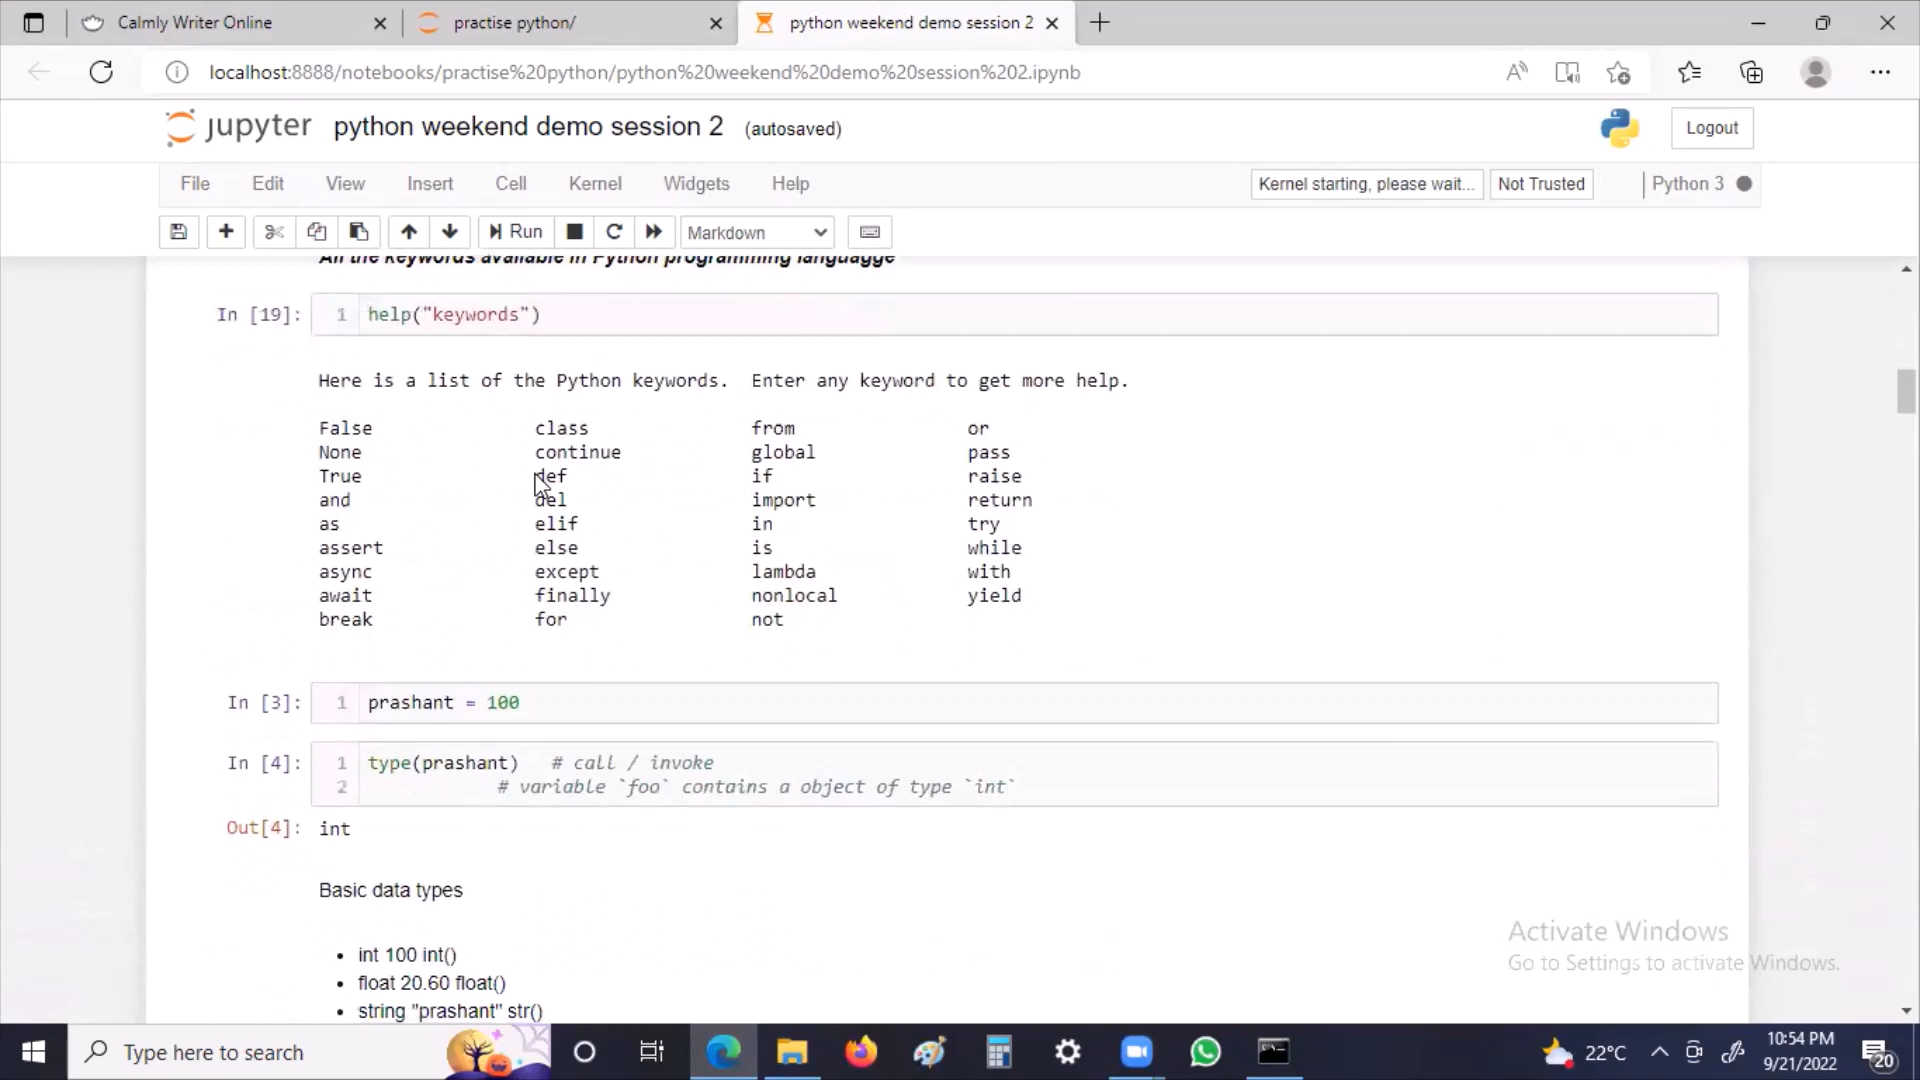 Calmly Writer Online
practise python/
python weekend demo session 2
localhost:8888/notebooks/practise%20python/python%20weekend%20demo%20session%202.ipynb
jupyter python weekend demo session 2 (autosaved)
Logout
File Edit View Insert Cell Kernel Widgets Help
Kernel starting, please wait... Not Trusted Python 3
Run Markdown
All the keywords available in Python programming languagge
In [19]: 1 help("keywords")
Here is a list of the Python keywords.  Enter any keyword to get more help.
False class from or
None continue global pass
True def if raise
and del import return
as elif in try
assert else is while
async except lambda with
await finally nonlocal yield
break for not
In [3]: 1 prashant = 100
In [4]: 1 type(prashant)   # call / invoke
2 # variable `foo` contains a object of type `int`
Out[4]: int
Basic data types
• int 100 int()
• float 20.60 float()
• string "prashant" str()
Activate Windows
Go to Settings to activate Windows.
Type here to search
22°C
10:54 PM
9/21/2022
20